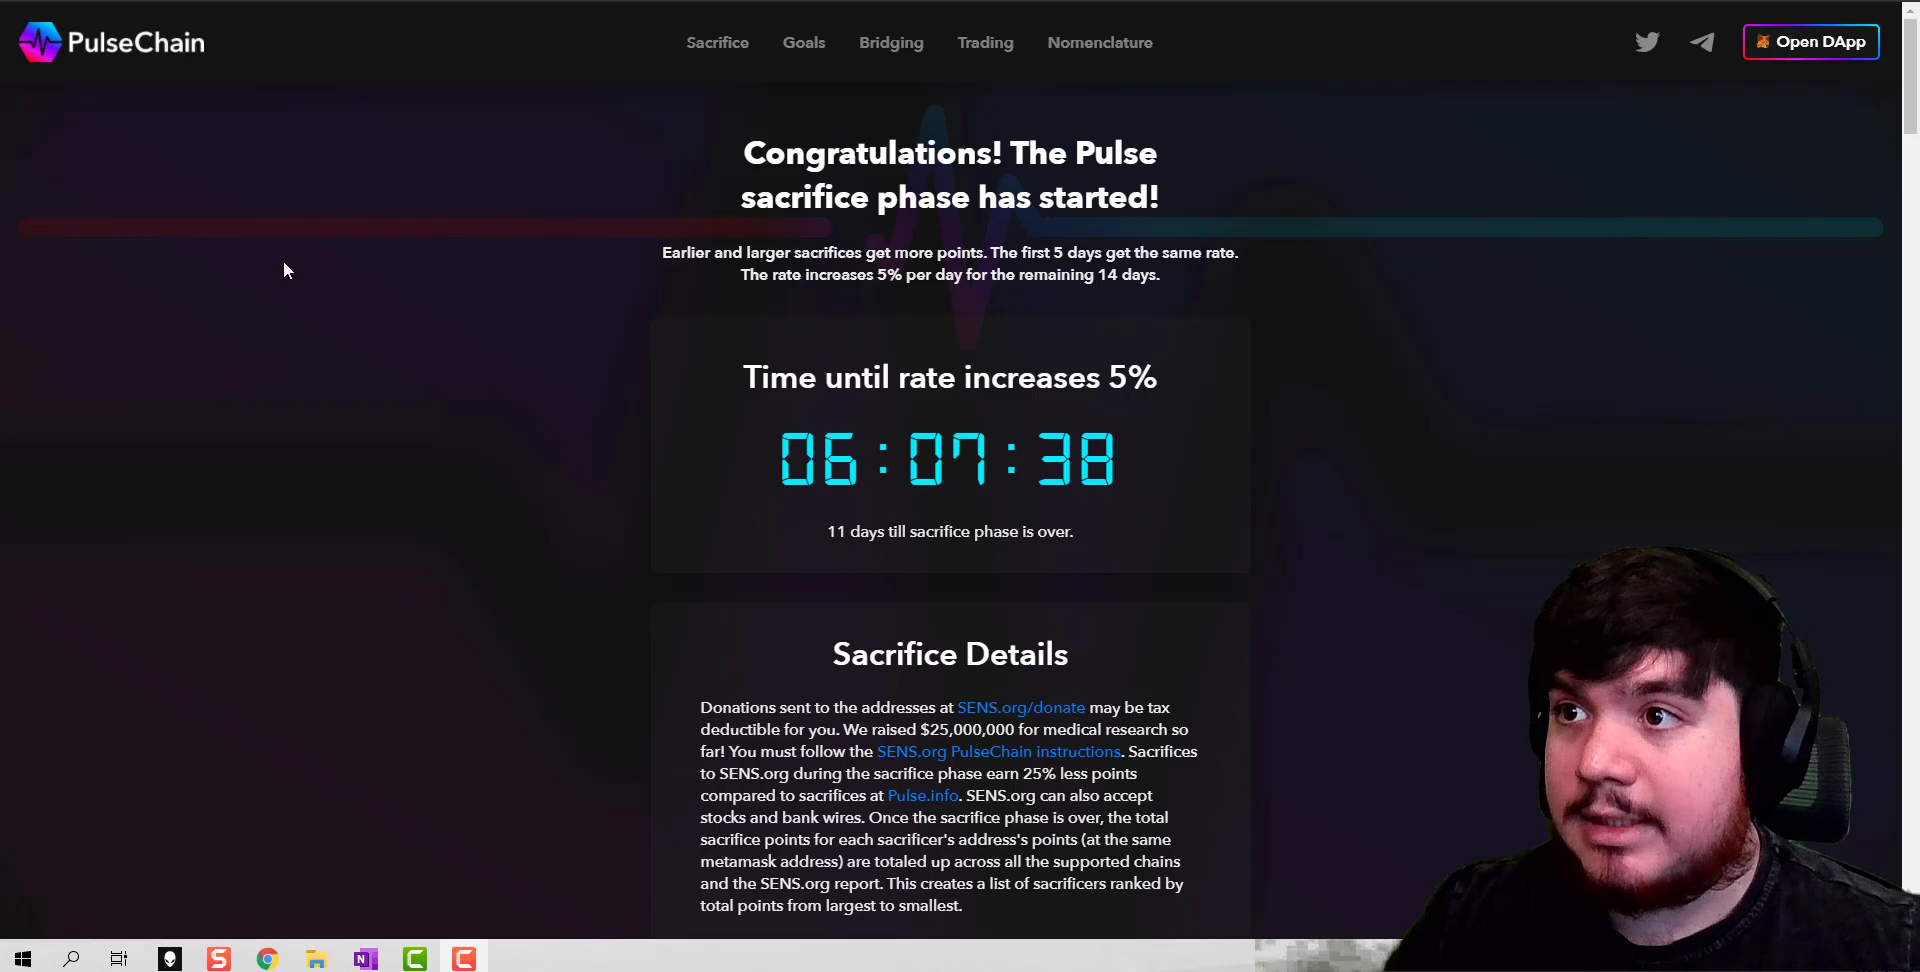 PulseChain
Sacrifice Goals Bridging Trading Nomenclature
Open DApp
Congratulations! The Pulse
sacrifice phase has started!
Earlier and larger sacrifices get more points. The first 5 days get the same rate.
The rate increases 5% per day for the remaining 14 days.
Time until rate increases 5%
06:07:38
11 days till sacrifice phase is over.
Sacrifice Details
Donations sent to the addresses at SENS.org/donate may be tax
deductible for you. We raised $25,000,000 for medical research so
far! You must follow the SENS.org PulseChain instructions. Sacrifices
to SENS.org during the sacrifice phase earn 25% less points
compared to sacrifices at Pulse.info. SENS.org can also accept
stocks and bank wires. Once the sacrifice phase is over, the total
sacrifice points for each sacrificer's address's points (at the same
metamask address) are totaled up across all the supported chains
and the SENS.org report. This creates a list of sacrificers ranked by
total points from largest to smallest.
S N C C